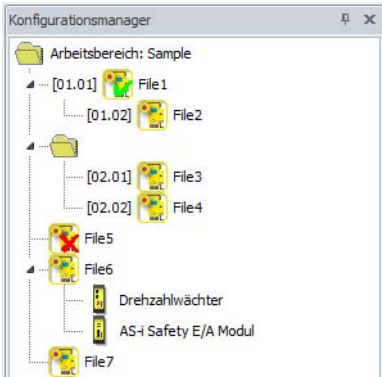 Konfigurationsmanager
Arbeitsbereich: Sample
[01.01] File1
[01.02] File2
[02.01] File3
[02.02] File4
File5
File6
Drehzahlwächter
AS-i Safety E/A Modul
File7